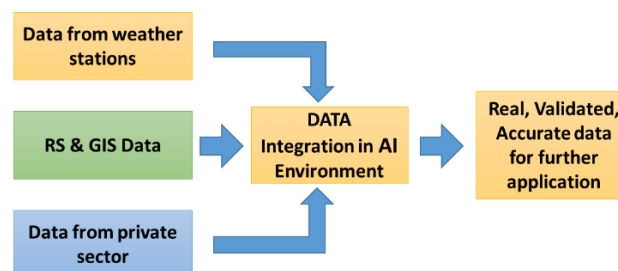 Data from weather
stations
RS & GIS Data
Data from private
sector
DATA
Integration in AI
Environment
Real, Validated,
Accurate data
for further
application